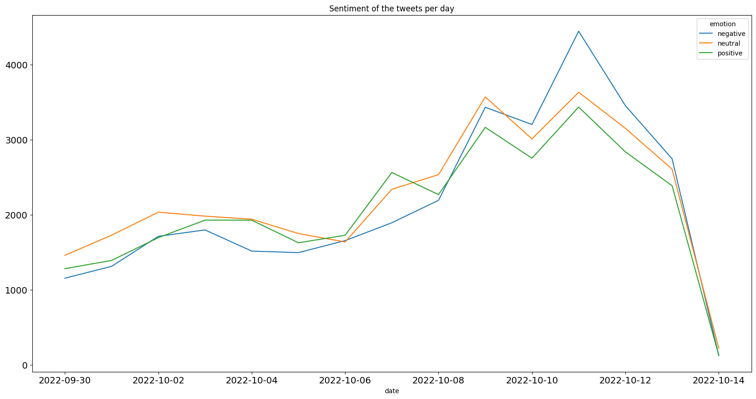 Sentiment of the tweets per day
emotion
negative
neutral
positive
4000
3000
2000
1000
0
2022-09-30 2022-10-02 2022-10-04 2022-10-06 2022-10-08 2022-10-10 2022-10-12 2022-10-14
date